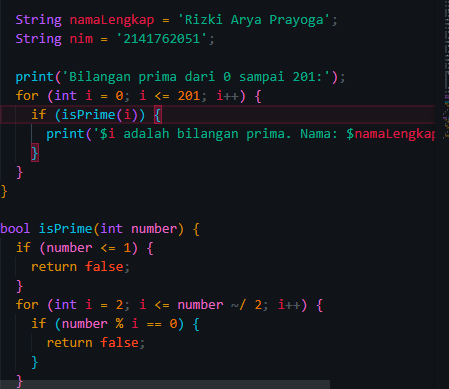 String namaLengkap = 'Rizki Arya Prayoga';
String nim = '2141762051';
print('Bilangan prima dari 0 sampai 201:');
for (int i = 0; i <= 201; i++) {
if (isPrime(i)) {
print('$i adalah bilangan prima. Nama: $namaLengkap
}
}
}
bool isPrime(int number) {
if (number <= 1) {
return false;
}
for (int i = 2; i <= number ~/ 2; i++) {
if (number % i == 0) {
return false;
}
}